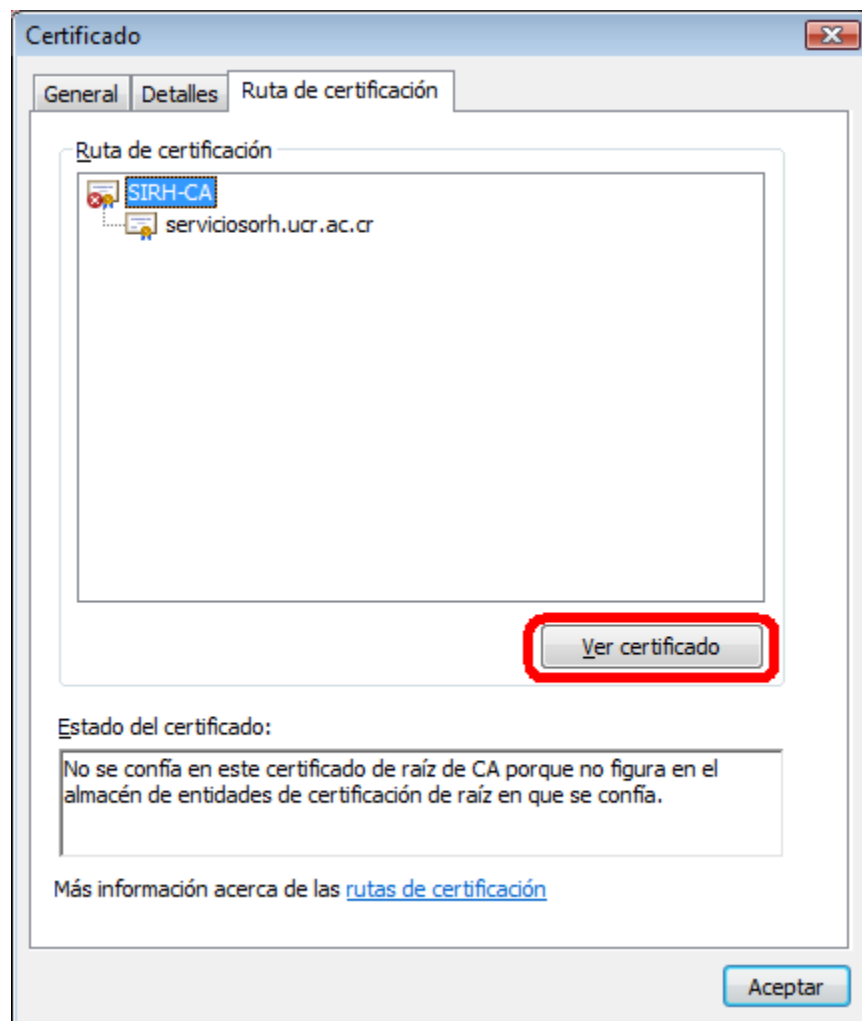 Certificado
General Detalles Ruta de certificación
Ruta de certificación
SIRH-CA
serviciosorh.ucr.ac.cr
Ver certificado
Estado del certificado:
No se confía en este certificado de raíz de CA porque no figura en el
almacén de entidades de certificación de raíz en que se confía.
Más información acerca de las rutas de certificación
Aceptar